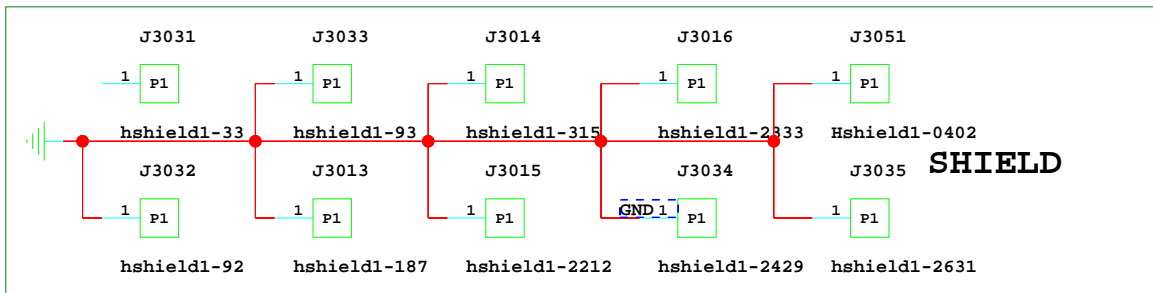 J3031 J3033 J3014 J3016 J3051
1 P1 1 P1 1 P1 1 P1 1 P1
hshield1-33 hshield1-93 hshield1-315 hshield1-2333 Hshield1-0402
SHIELD
J3032 J3013 J3015 J3034 J3035
1 P1 1 P1 1 P1 GND 1 P1 1 P1
hshield1-92 hshield1-187 hshield1-2212 hshield1-2429 hshield1-2631